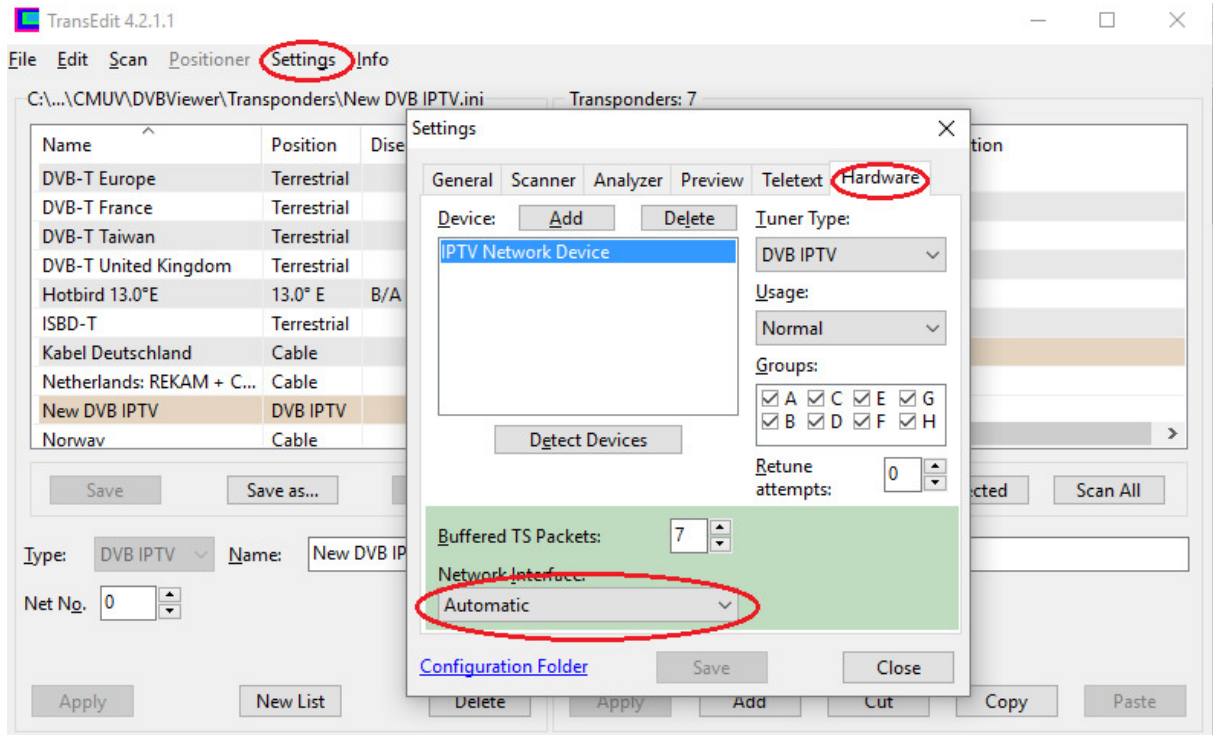 TransEdit 4.2.1.1
File Edit Scan Positioner Settings Info
C:\...\CMUV\DVBViewer\Transponders\New DVB IPTV.ini
Name Position Dise
DVB-T Europe Terrestrial
DVB-T France Terrestrial
DVB-T Taiwan Terrestrial
DVB-T United Kingdom Terrestrial
Hotbird 13.0°E 13.0° E B/A
ISBD-T Terrestrial
Kabel Deutschland Cable
Netherlands: REKAM + C... Cable
New DVB IPTV DVB IPTV
Norway Cable
Save Save as...
Type: DVB IPTV Name: New DVB IP
Net No. 0
Apply New List Delete
Transponders: 7
tion
ected Scan All
Apply Add Cut Copy Paste
Settings
General Scanner Analyzer Preview Teletext Hardware
Device: Add Delete
IPTV Network Device
Detect Devices
Tuner Type:
DVB IPTV
Usage:
Normal
Groups:
A C E G
B D F H
Retune
attempts: 0
Buffered TS Packets: 7
Network Interface:
Automatic
Configuration Folder Save Close